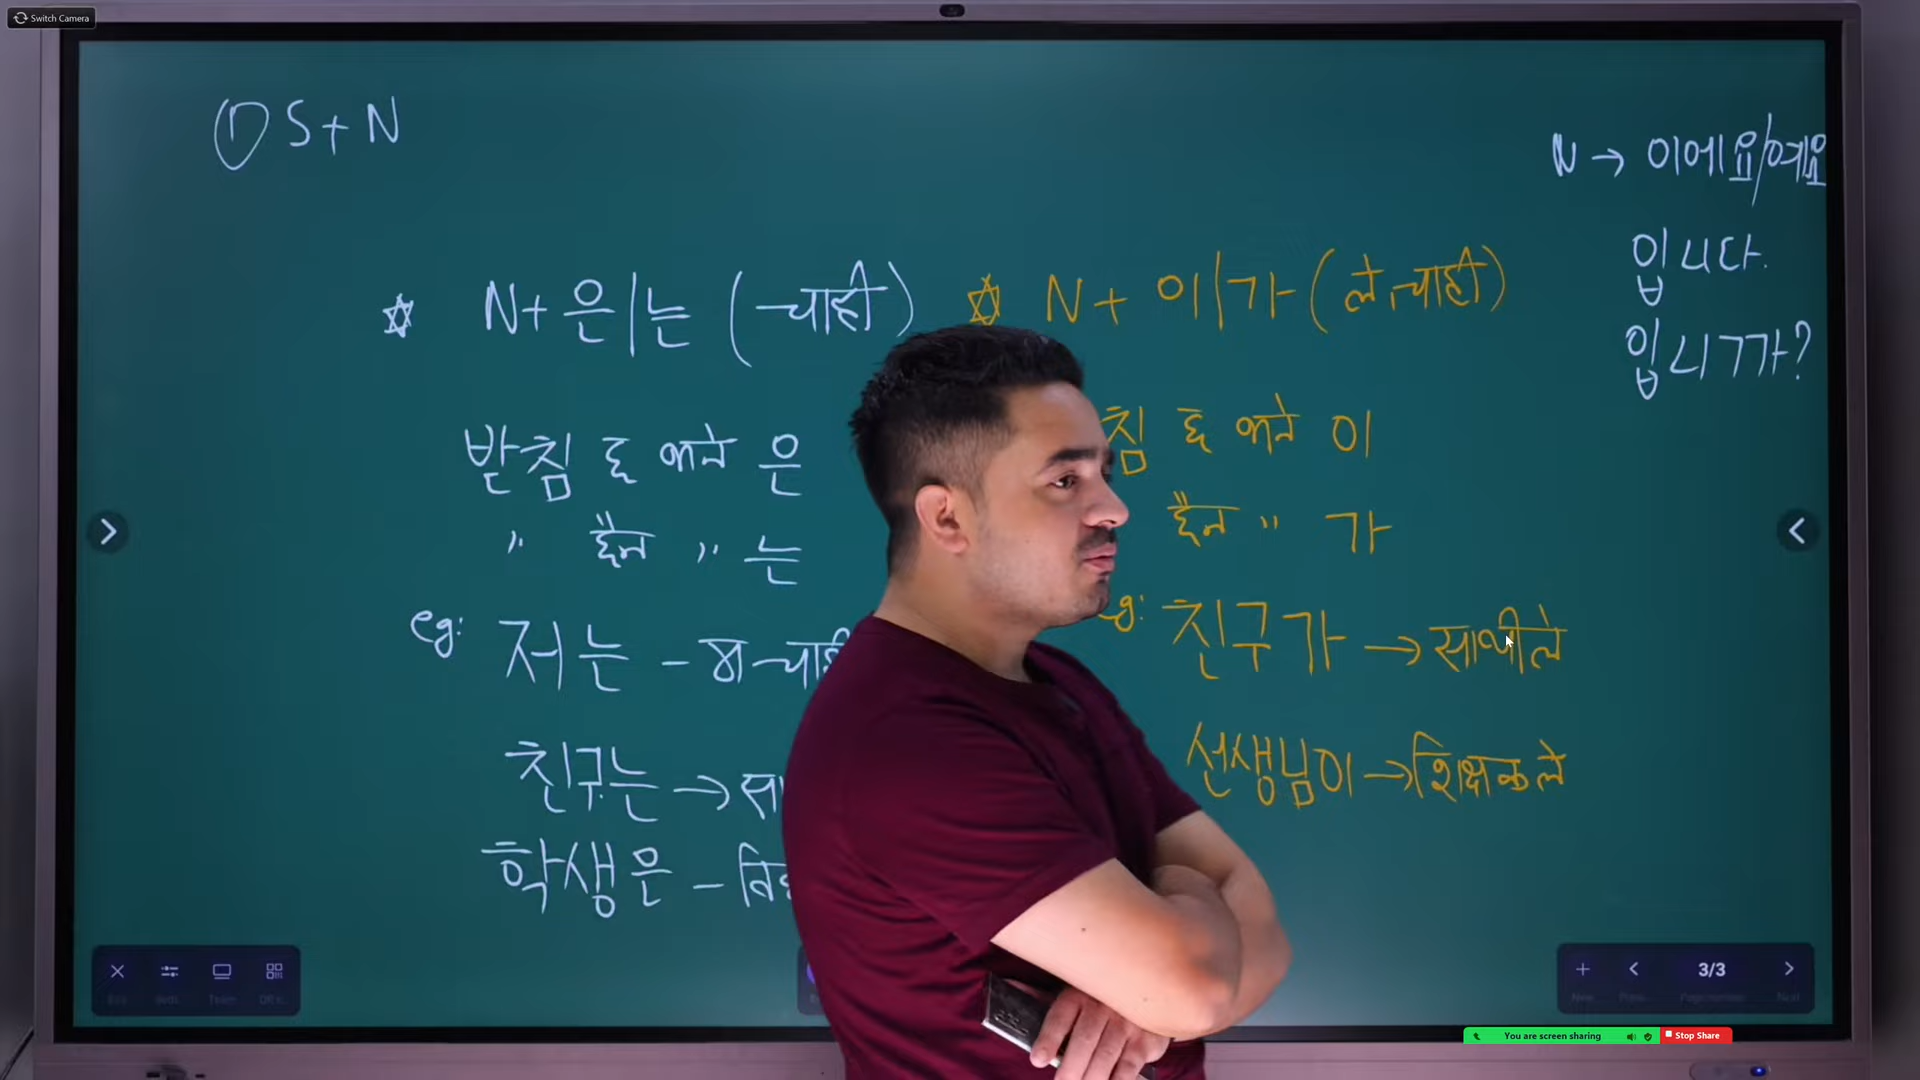 Switch Camera
① S + N
N → 이에요/예요
입니다.
입니까?
☆ N + 은/는 (चाही)
☆ N + 이/가 (ले, चाही)
받침 छ भने 은
" छैन " 는
eg: 저는 - म चाही
친구는 →
학생은 -
침 छ भने 이
छैन " 가
eg: 친구가 → साथीले
선생님이 → शिक्षकले
3/3
You are screen sharing
Stop Share